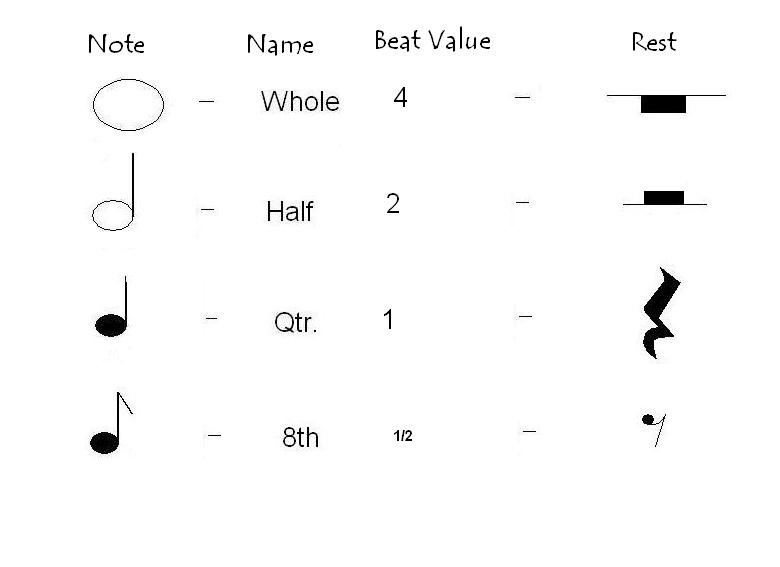 Note Name Beat Value Rest
– Whole 4 –
– Half 2 –
– Qtr. 1 –
– 8th 1/2 –